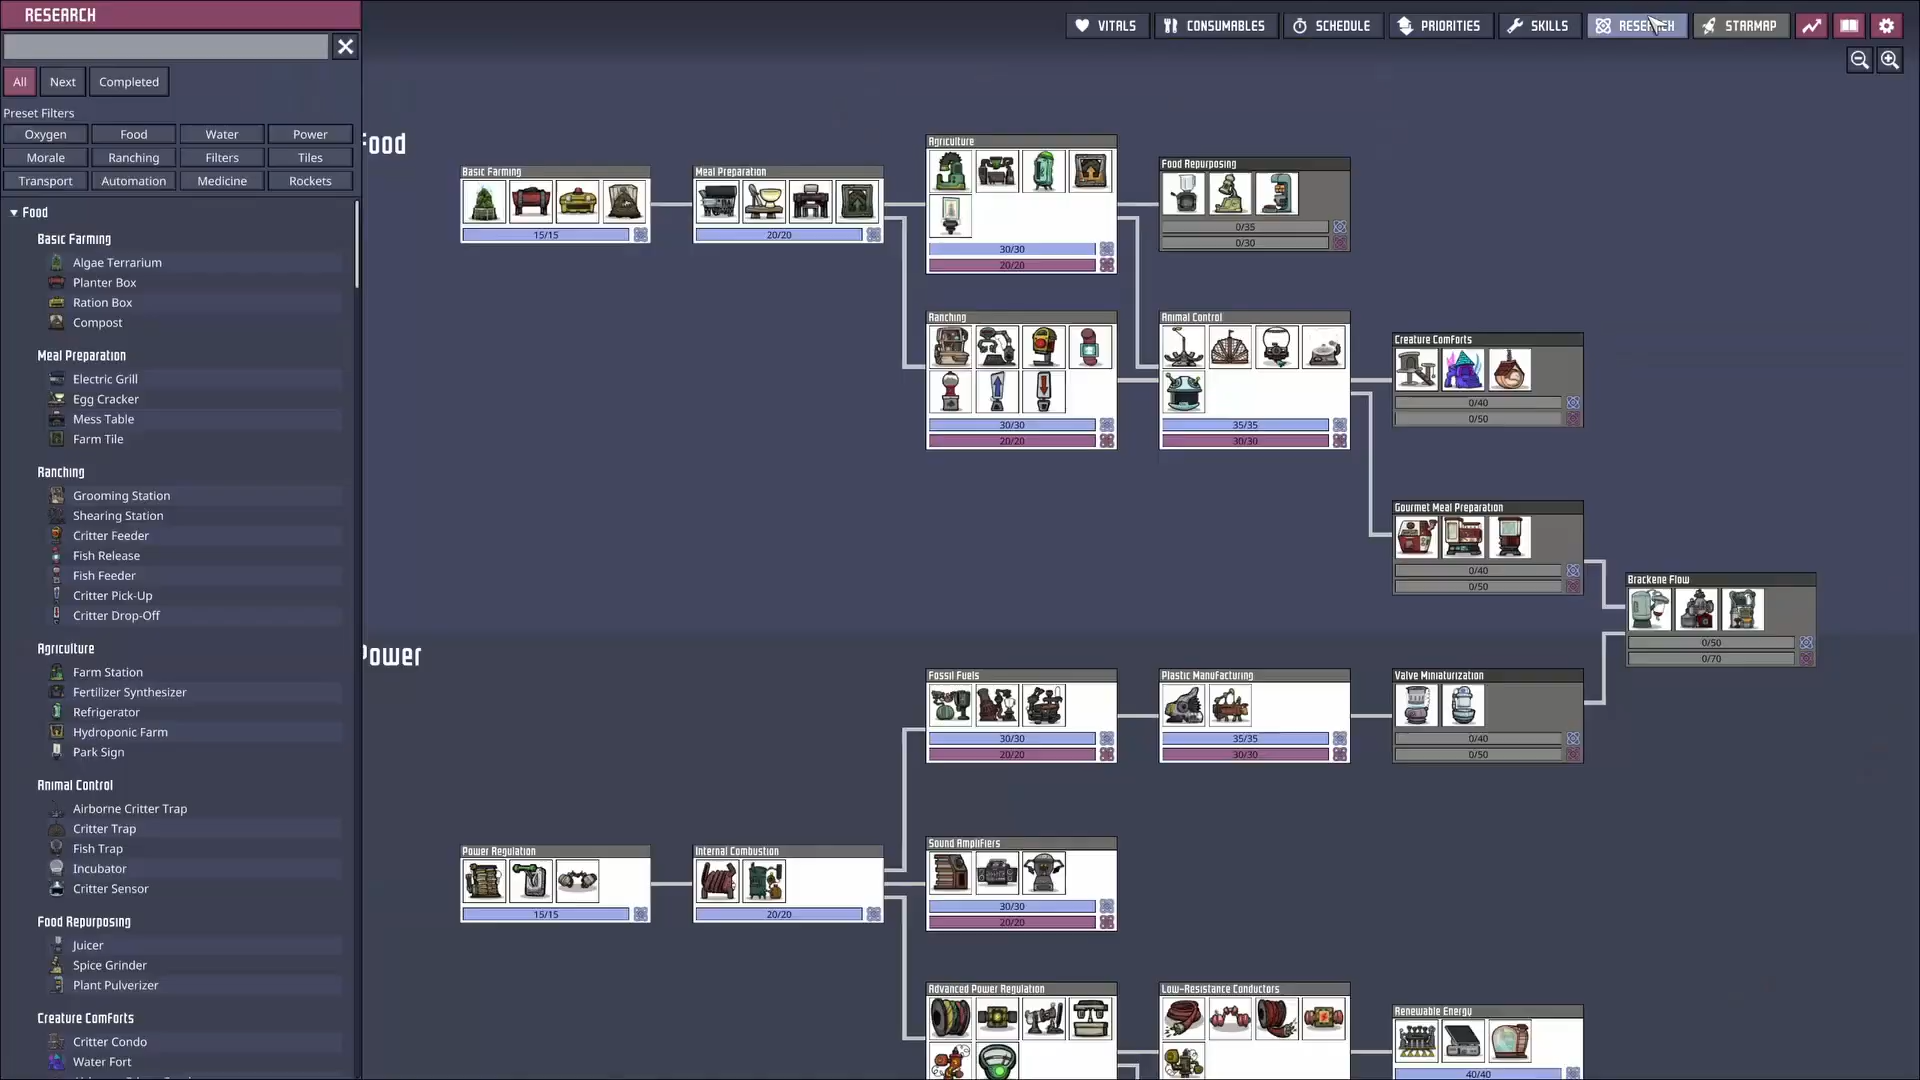 RESEARCH
VITALS
CONSUMABLES
SCHEDULE
PRIORITIES
SKILLS
STARMAP
All
Next
Completed
Preset Filters
Oxygen
Food
Water
Power
Morale
Ranching
Filters
Tiles
Transport
Automation
Medicine
Rockets
Food
Basic Farming
Algae Terrarium
Planter Box
Ration Box
Compost
Meal Preparation
Electric Grill
Egg Cracker
Mess Table
Farm Tile
Ranching
Grooming Station
Shearing Station
Critter Feeder
Fish Release
Fish Feeder
Critter Pick-Up
Critter Drop-Off
Agriculture
Farm Station
Fertilizer Synthesizer
Refrigerator
Hydroponic Farm
Park Sign
Animal Control
Airborne Critter Trap
Critter Trap
Fish Trap
Incubator
Critter Sensor
Food Repurposing
Juicer
Spice Grinder
Plant Pulverizer
Creature Comforts
Critter Condo
Water Fort
Food
Basic Farming
15/15
Meal Preparation
20/20
Agriculture
30/30
20/20
Food Repurposing
0/35
0/30
Ranching
30/30
20/20
Animal Control
35/35
30/30
Creature Comforts
0/40
0/50
Gourmet Meal Preparation
0/40
0/50
Brackene Flow
0/50
0/70
Power
Fossil Fuels
30/30
20/20
Plastic Manufacturing
35/35
30/30
Valve Miniaturization
0/40
0/50
Power Regulation
15/15
Internal Combustion
20/20
Sound Amplifiers
30/30
20/20
Advanced Power Regulation
Low-Resistance Conductors
Renewable Energy
40/40